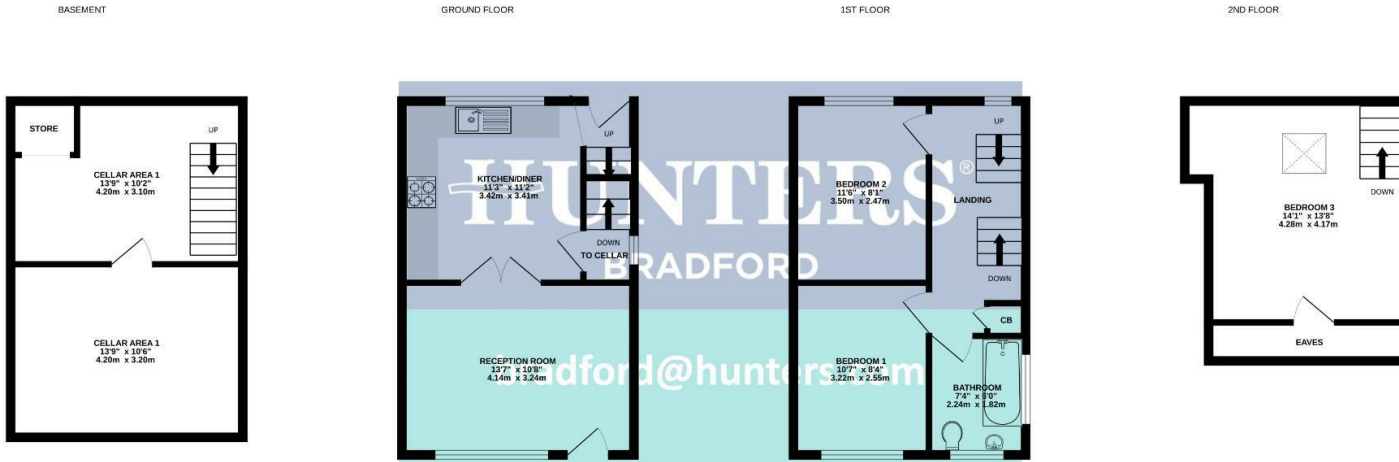 BASEMENT
GROUND FLOOR
1ST FLOOR
2ND FLOOR
STORE
UP
CELLAR AREA 1
13'9" x 10'2"
4.20m x 3.10m
CELLAR AREA 1
13'9" x 10'6"
4.20m x 3.20m
KITCHEN/DINER
11'3" x 11'2"
3.42m x 3.41m
UP
DOWN
TO CELLAR
RECEPTION ROOM
13'7" x 10'8"
4.14m x 3.24m
HUNTERS®
BRADFORD
bradford@hunters.com
BEDROOM 2
11'6" x 8'1"
3.50m x 2.47m
UP
LANDING
DOWN
CB
BEDROOM 1
10'7" x 8'4"
3.22m x 2.55m
BATHROOM
7'4" x 6'0"
2.24m x 1.82m
DOWN
BEDROOM 3
14'1" x 13'8"
4.28m x 4.17m
EAVES